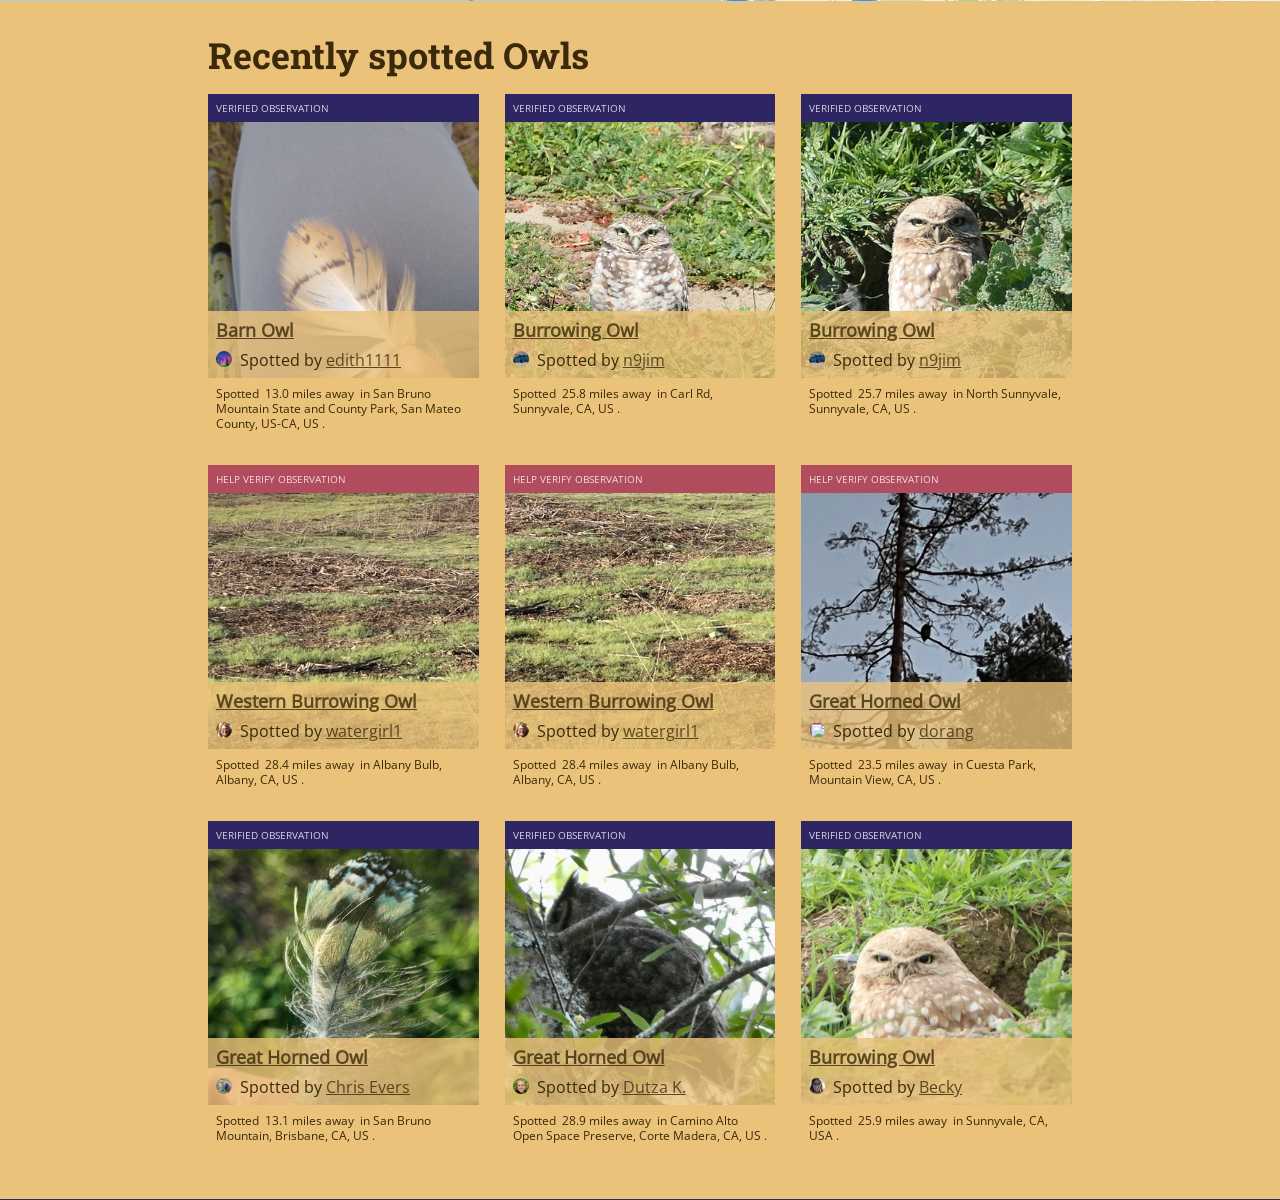 Recently spotted Owls
VERIFIED OBSERVATION
Barn Owl
Spotted by edith1111
Spotted 13.0 miles away in San Bruno
Mountain State and County Park, San Mateo
County, US-CA, US .
VERIFIED OBSERVATION
Burrowing Owl
Spotted by n9jim
Spotted 25.8 miles away in Carl Rd,
Sunnyvale, CA, US .
VERIFIED OBSERVATION
Burrowing Owl
Spotted by n9jim
Spotted 25.7 miles away in North Sunnyvale,
Sunnyvale, CA, US .
HELP VERIFY OBSERVATION
Western Burrowing Owl
Spotted by watergirl1
Spotted 28.4 miles away in Albany Bulb,
Albany, CA, US .
HELP VERIFY OBSERVATION
Western Burrowing Owl
Spotted by watergirl1
Spotted 28.4 miles away in Albany Bulb,
Albany, CA, US .
HELP VERIFY OBSERVATION
Great Horned Owl
Spotted by dorang
Spotted 23.5 miles away in Cuesta Park,
Mountain View, CA, US .
VERIFIED OBSERVATION
Great Horned Owl
Spotted by Chris Evers
Spotted 13.1 miles away in San Bruno
Mountain, Brisbane, CA, US .
VERIFIED OBSERVATION
Great Horned Owl
Spotted by Dutza K.
Spotted 28.9 miles away in Camino Alto
Open Space Preserve, Corte Madera, CA, US .
VERIFIED OBSERVATION
Burrowing Owl
Spotted by Becky
Spotted 25.9 miles away in Sunnyvale, CA,
USA .